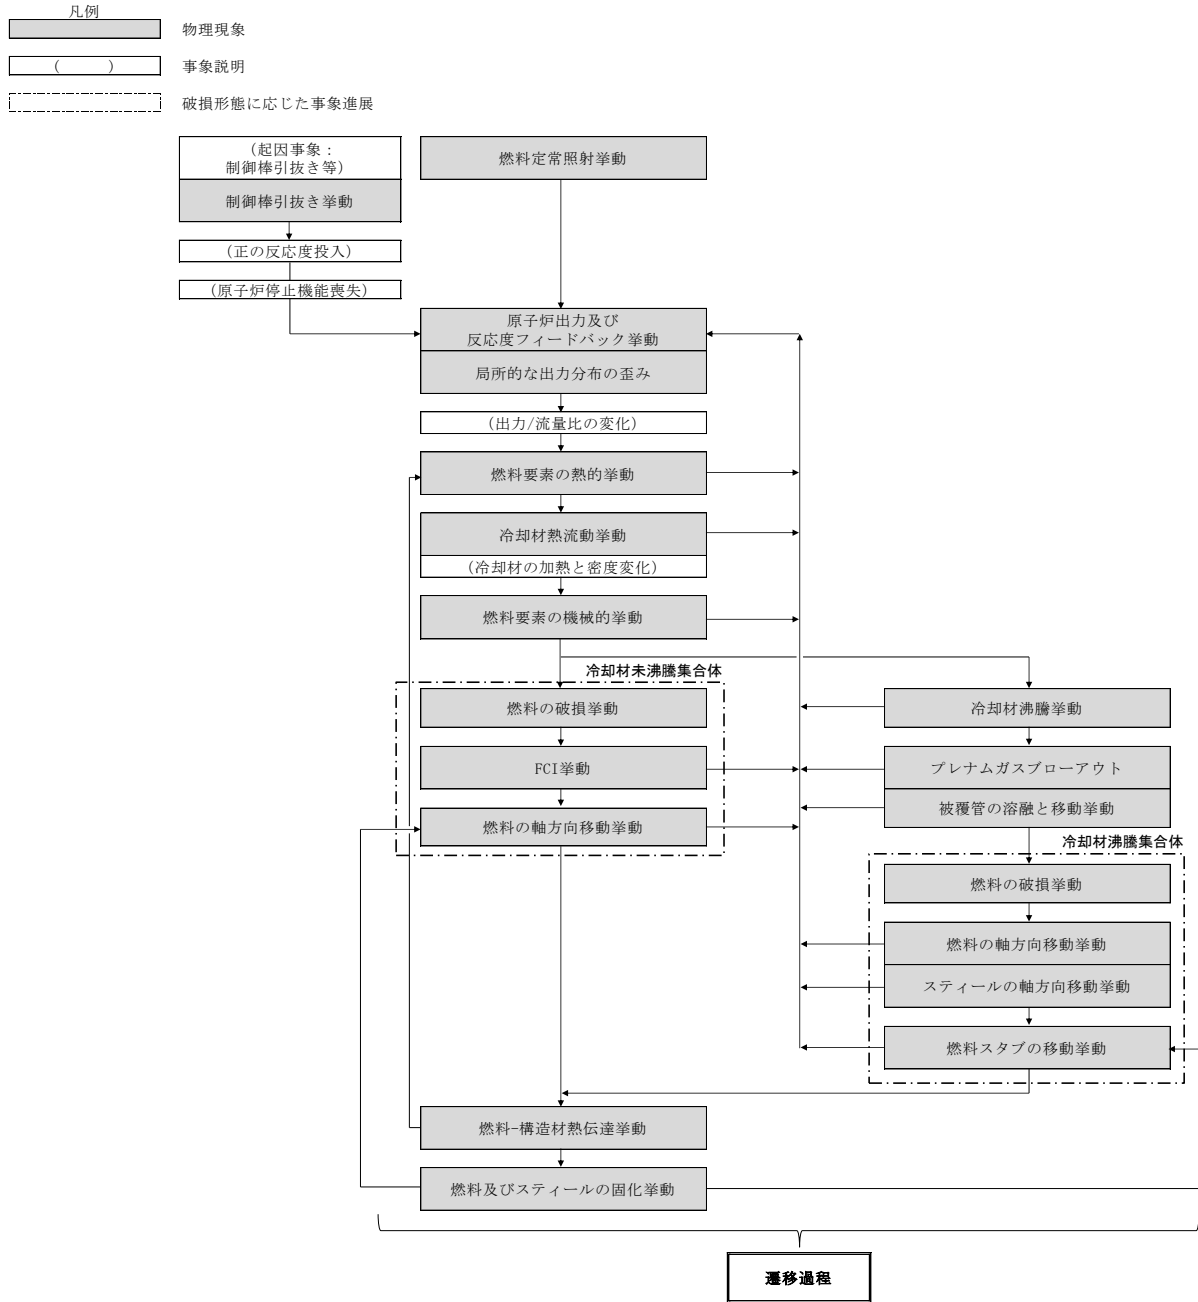 凡例
物理現象
(　　　)
事象説明
破損形態に応じた事象進展
(起因事象：
制御棒引抜き等)
制御棒引抜き挙動
(正の反応度投入)
(原子炉停止機能喪失)
燃料定常照射挙動
原子炉出力及び
反応度フィードバック挙動
局所的な出力分布の歪み
(出力/流量比の変化)
燃料要素の熱的挙動
冷却材熱流動挙動
(冷却材の加熱と密度変化)
燃料要素の機械的挙動
冷却材未沸騰集合体
燃料の破損挙動
FCI挙動
燃料の軸方向移動挙動
冷却材沸騰挙動
プレナムガスブローアウト
被覆管の溶融と移動挙動
冷却材沸騰集合体
燃料の破損挙動
燃料の軸方向移動挙動
スティールの軸方向移動挙動
燃料スタブの移動挙動
燃料-構造材熱伝達挙動
燃料及びスティールの固化挙動
遷移過程